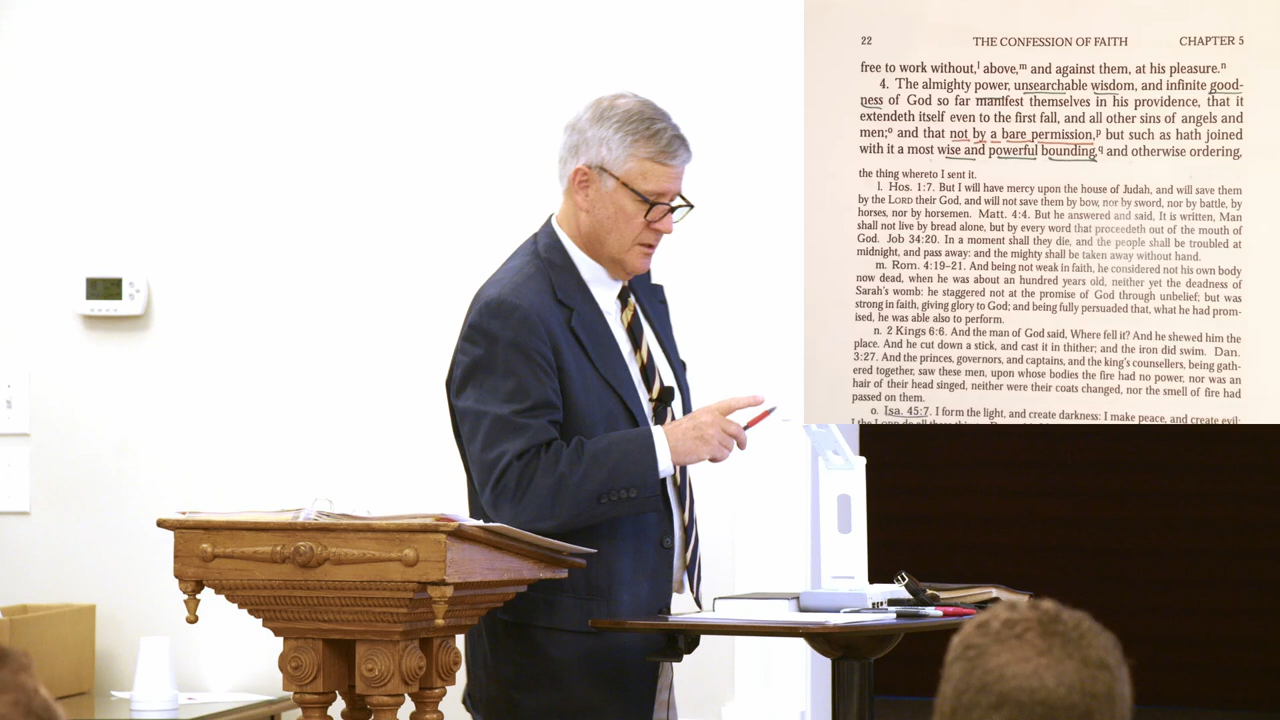 22 THE CONFESSION OF FAITH CHAPTER 5
free to work without,ˡ above,ᵐ and against them, at his pleasure.ⁿ
4. The almighty power, unsearchable wisdom, and infinite good-
ness of God so far manifest themselves in his providence, that it
extendeth itself even to the first fall, and all other sins of angels and
men;ᵒ and that not by a bare permission,ᵖ but such as hath joined
with it a most wise and powerful bounding,q and otherwise ordering,
the thing whereto I sent it.
l. Hos. 1:7. But I will have mercy upon the house of Judah, and will save them
by the LORD their God, and will not save them by bow, nor by sword, nor by battle, by
horses, nor by horsemen. Matt. 4:4. But he answered and said, It is written, Man
shall not live by bread alone, but by every word that proceedeth out of the mouth of
God. Job 34:20. In a moment shall they die, and the people shall be troubled at
midnight, and pass away: and the mighty shall be taken away without hand.
m. Rom. 4:19–21. And being not weak in faith, he considered not his own body
now dead, when he was about an hundred years old, neither yet the deadness of
Sarah's womb: he staggered not at the promise of God through unbelief; but was
strong in faith, giving glory to God; and being fully persuaded that, what he had prom-
ised, he was able also to perform.
n. 2 Kings 6:6. And the man of God said, Where fell it? And he shewed him the
place. And he cut down a stick, and cast it in thither; and the iron did swim. Dan.
3:27. And the princes, governors, and captains, and the king's counsellers, being gath-
ered together, saw these men, upon whose bodies the fire had no power, nor was an
hair of their head singed, neither were their coats changed, nor the smell of fire had
passed on them.
o. Isa. 45:7. I form the light, and create darkness: I make peace, and create evil: